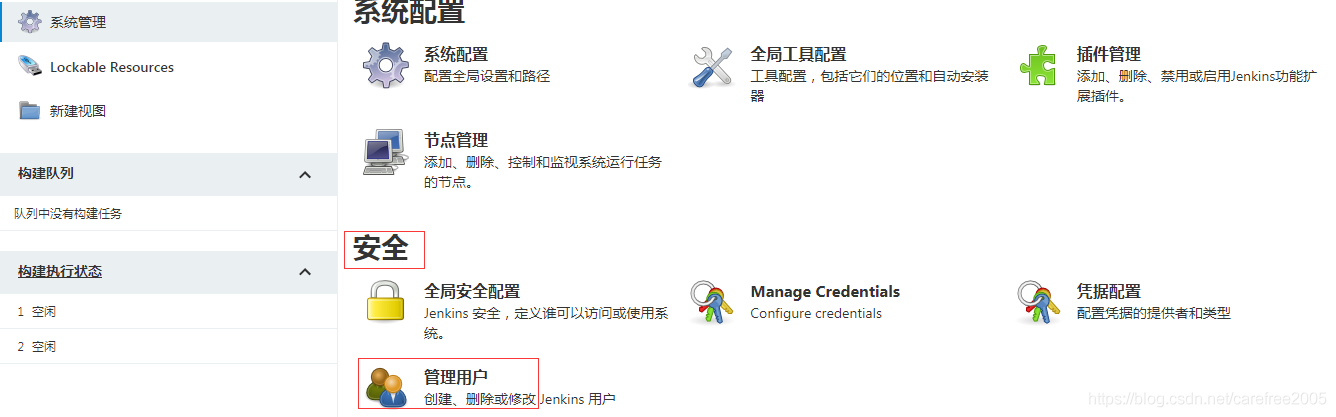 系统管理
Lockable Resources
新建视图
构建队列
队列中没有构建任务
构建执行状态
1 空闲
2 空闲
系统配置
系统配置
配置全局设置和路径
全局工具配置
工具配置，包括它们的位置和自动安装
器
插件管理
添加、删除、禁用或启用Jenkins功能扩
展插件。
节点管理
添加、删除、控制和监视系统运行任务
的节点。
安全
全局安全配置
Jenkins 安全，定义谁可以访问或使用系
统。
Manage Credentials
Configure credentials
凭据配置
配置凭据的提供者和类型
管理用户
创建、删除或修改 Jenkins 用户
https://blog.csdn.net/carefree2005